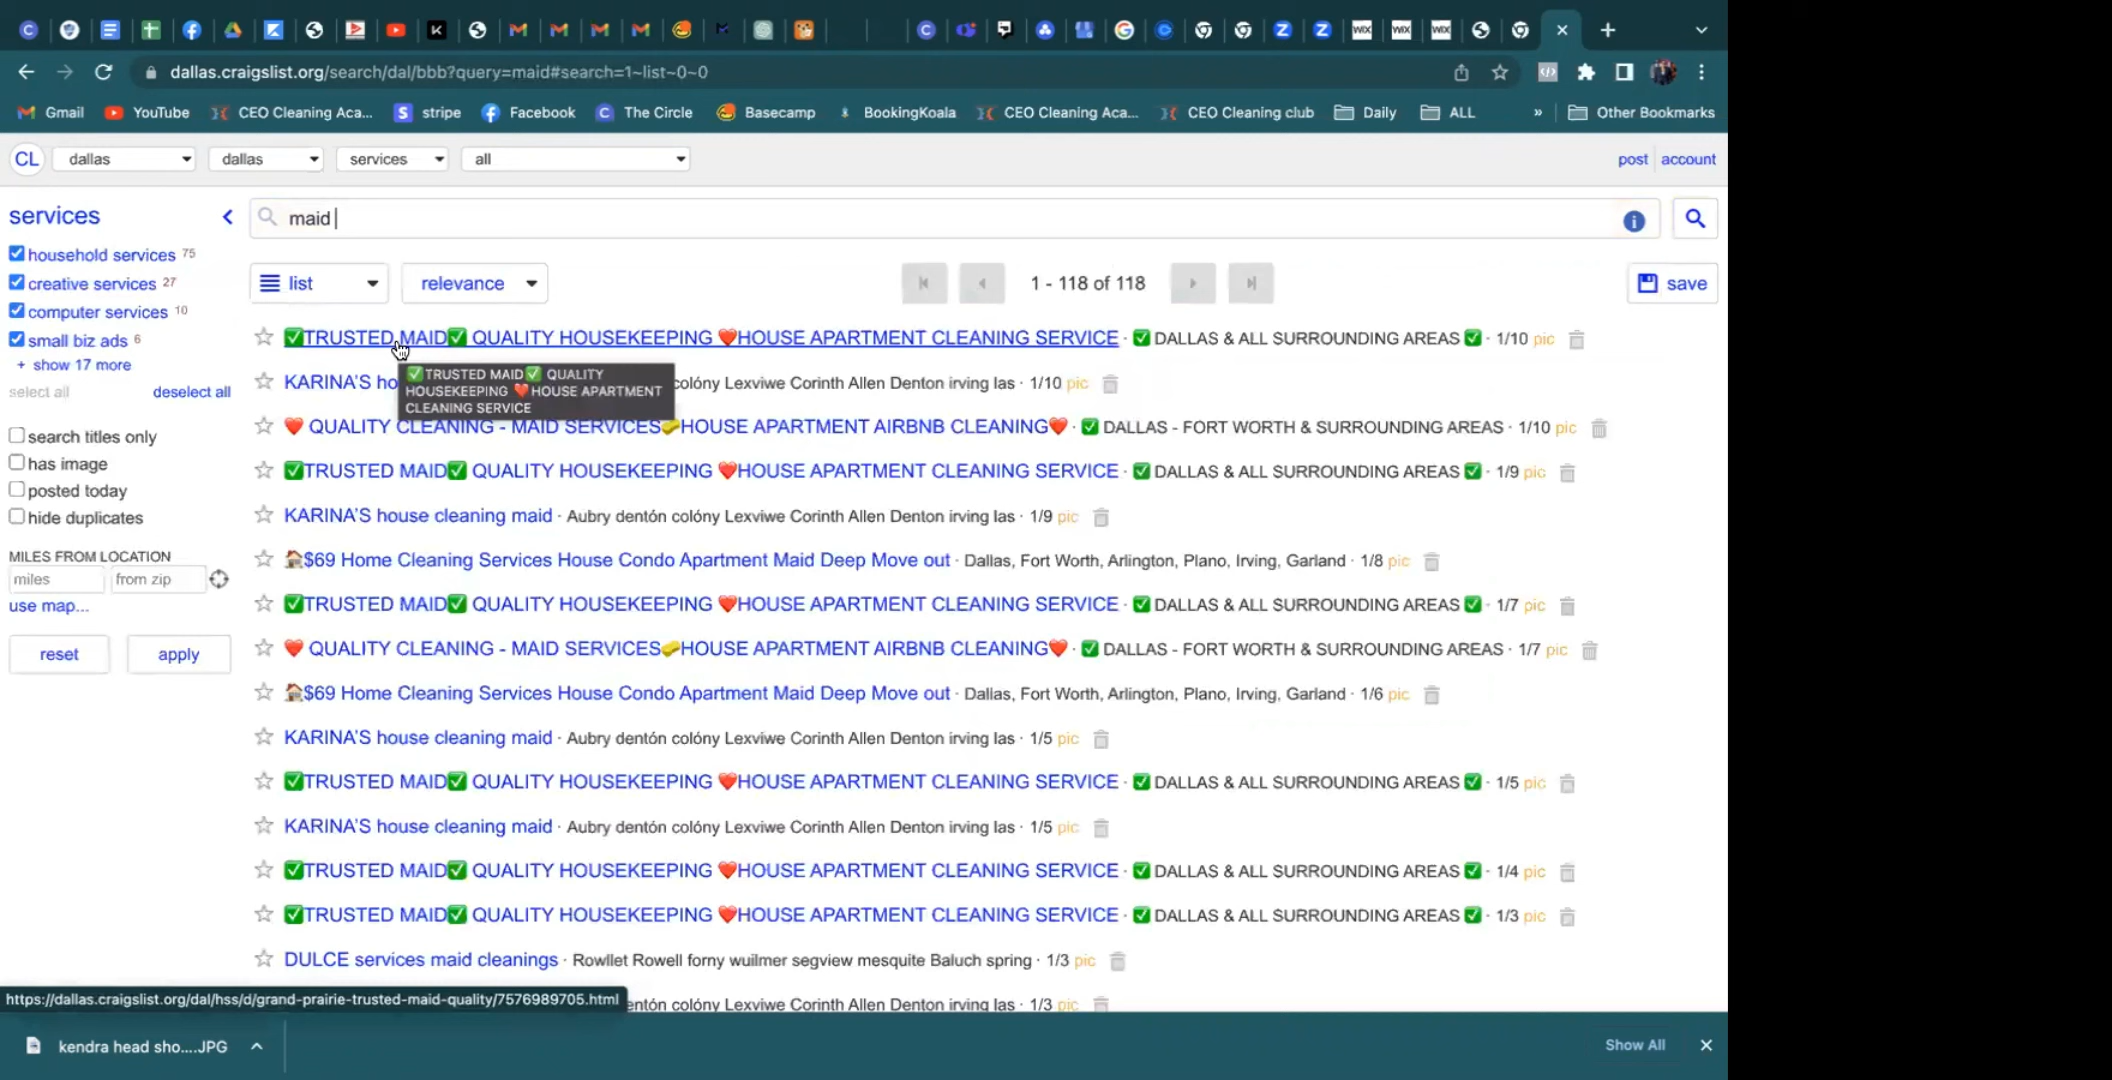 dallas.craigslist.org/search/dal/bbb?query=maid#search=1~list~0~0
Gmail YouTube CEO Cleaning Aca... stripe Facebook The Circle Basecamp BookingKoala CEO Cleaning Aca... CEO Cleaning club Daily ALL » Other Bookmarks
CL dallas dallas services all post account
services
maid
household services 75
creative services 27
computer services 10
small biz ads 6
+ show 17 more
select all deselect all
search titles only
has image
posted today
hide duplicates
MILES FROM LOCATION
miles from zip
use map...
reset apply
list relevance 1 - 118 of 118 save
✅TRUSTED MAID✅ QUALITY HOUSEKEEPING ❤️HOUSE APARTMENT CLEANING SERVICE · ✅ DALLAS & ALL SURROUNDING AREAS ✅ · 1/10 pic
✅TRUSTED MAID✅ QUALITY
HOUSEKEEPING ❤️HOUSE APARTMENT
CLEANING SERVICE
KARINA'S ho colóny Lexviwe Corinth Allen Denton irving las · 1/10 pic
❤️ QUALITY CLEANING - MAID SERVICES🧽HOUSE APARTMENT AIRBNB CLEANING❤️ · ✅ DALLAS - FORT WORTH & SURROUNDING AREAS · 1/10 pic
✅TRUSTED MAID✅ QUALITY HOUSEKEEPING ❤️HOUSE APARTMENT CLEANING SERVICE · ✅ DALLAS & ALL SURROUNDING AREAS ✅ · 1/9 pic
KARINA'S house cleaning maid · Aubry dentón colóny Lexviwe Corinth Allen Denton irving las · 1/9 pic
🏠$69 Home Cleaning Services House Condo Apartment Maid Deep Move out · Dallas, Fort Worth, Arlington, Plano, Irving, Garland · 1/8 pic
✅TRUSTED MAID✅ QUALITY HOUSEKEEPING ❤️HOUSE APARTMENT CLEANING SERVICE · ✅ DALLAS & ALL SURROUNDING AREAS ✅ · 1/7 pic
❤️ QUALITY CLEANING - MAID SERVICES🧽HOUSE APARTMENT AIRBNB CLEANING❤️ · ✅ DALLAS - FORT WORTH & SURROUNDING AREAS · 1/7 pic
🏠$69 Home Cleaning Services House Condo Apartment Maid Deep Move out · Dallas, Fort Worth, Arlington, Plano, Irving, Garland · 1/6 pic
KARINA'S house cleaning maid · Aubry dentón colóny Lexviwe Corinth Allen Denton irving las · 1/5 pic
✅TRUSTED MAID✅ QUALITY HOUSEKEEPING ❤️HOUSE APARTMENT CLEANING SERVICE · ✅ DALLAS & ALL SURROUNDING AREAS ✅ · 1/5 pic
KARINA'S house cleaning maid · Aubry dentón colóny Lexviwe Corinth Allen Denton irving las · 1/5 pic
✅TRUSTED MAID✅ QUALITY HOUSEKEEPING ❤️HOUSE APARTMENT CLEANING SERVICE · ✅ DALLAS & ALL SURROUNDING AREAS ✅ · 1/4 pic
✅TRUSTED MAID✅ QUALITY HOUSEKEEPING ❤️HOUSE APARTMENT CLEANING SERVICE · ✅ DALLAS & ALL SURROUNDING AREAS ✅ · 1/3 pic
DULCE services maid cleanings · Rowllet Rowell forny wuilmer segview mesquite Baluch spring · 1/3 pic
https://dallas.craigslist.org/dal/hss/d/grand-prairie-trusted-maid-quality/7576989705.html
entón colóny Lexviwe Corinth Allen Denton irving las · 1/3 pic
kendra head sho....JPG Show All